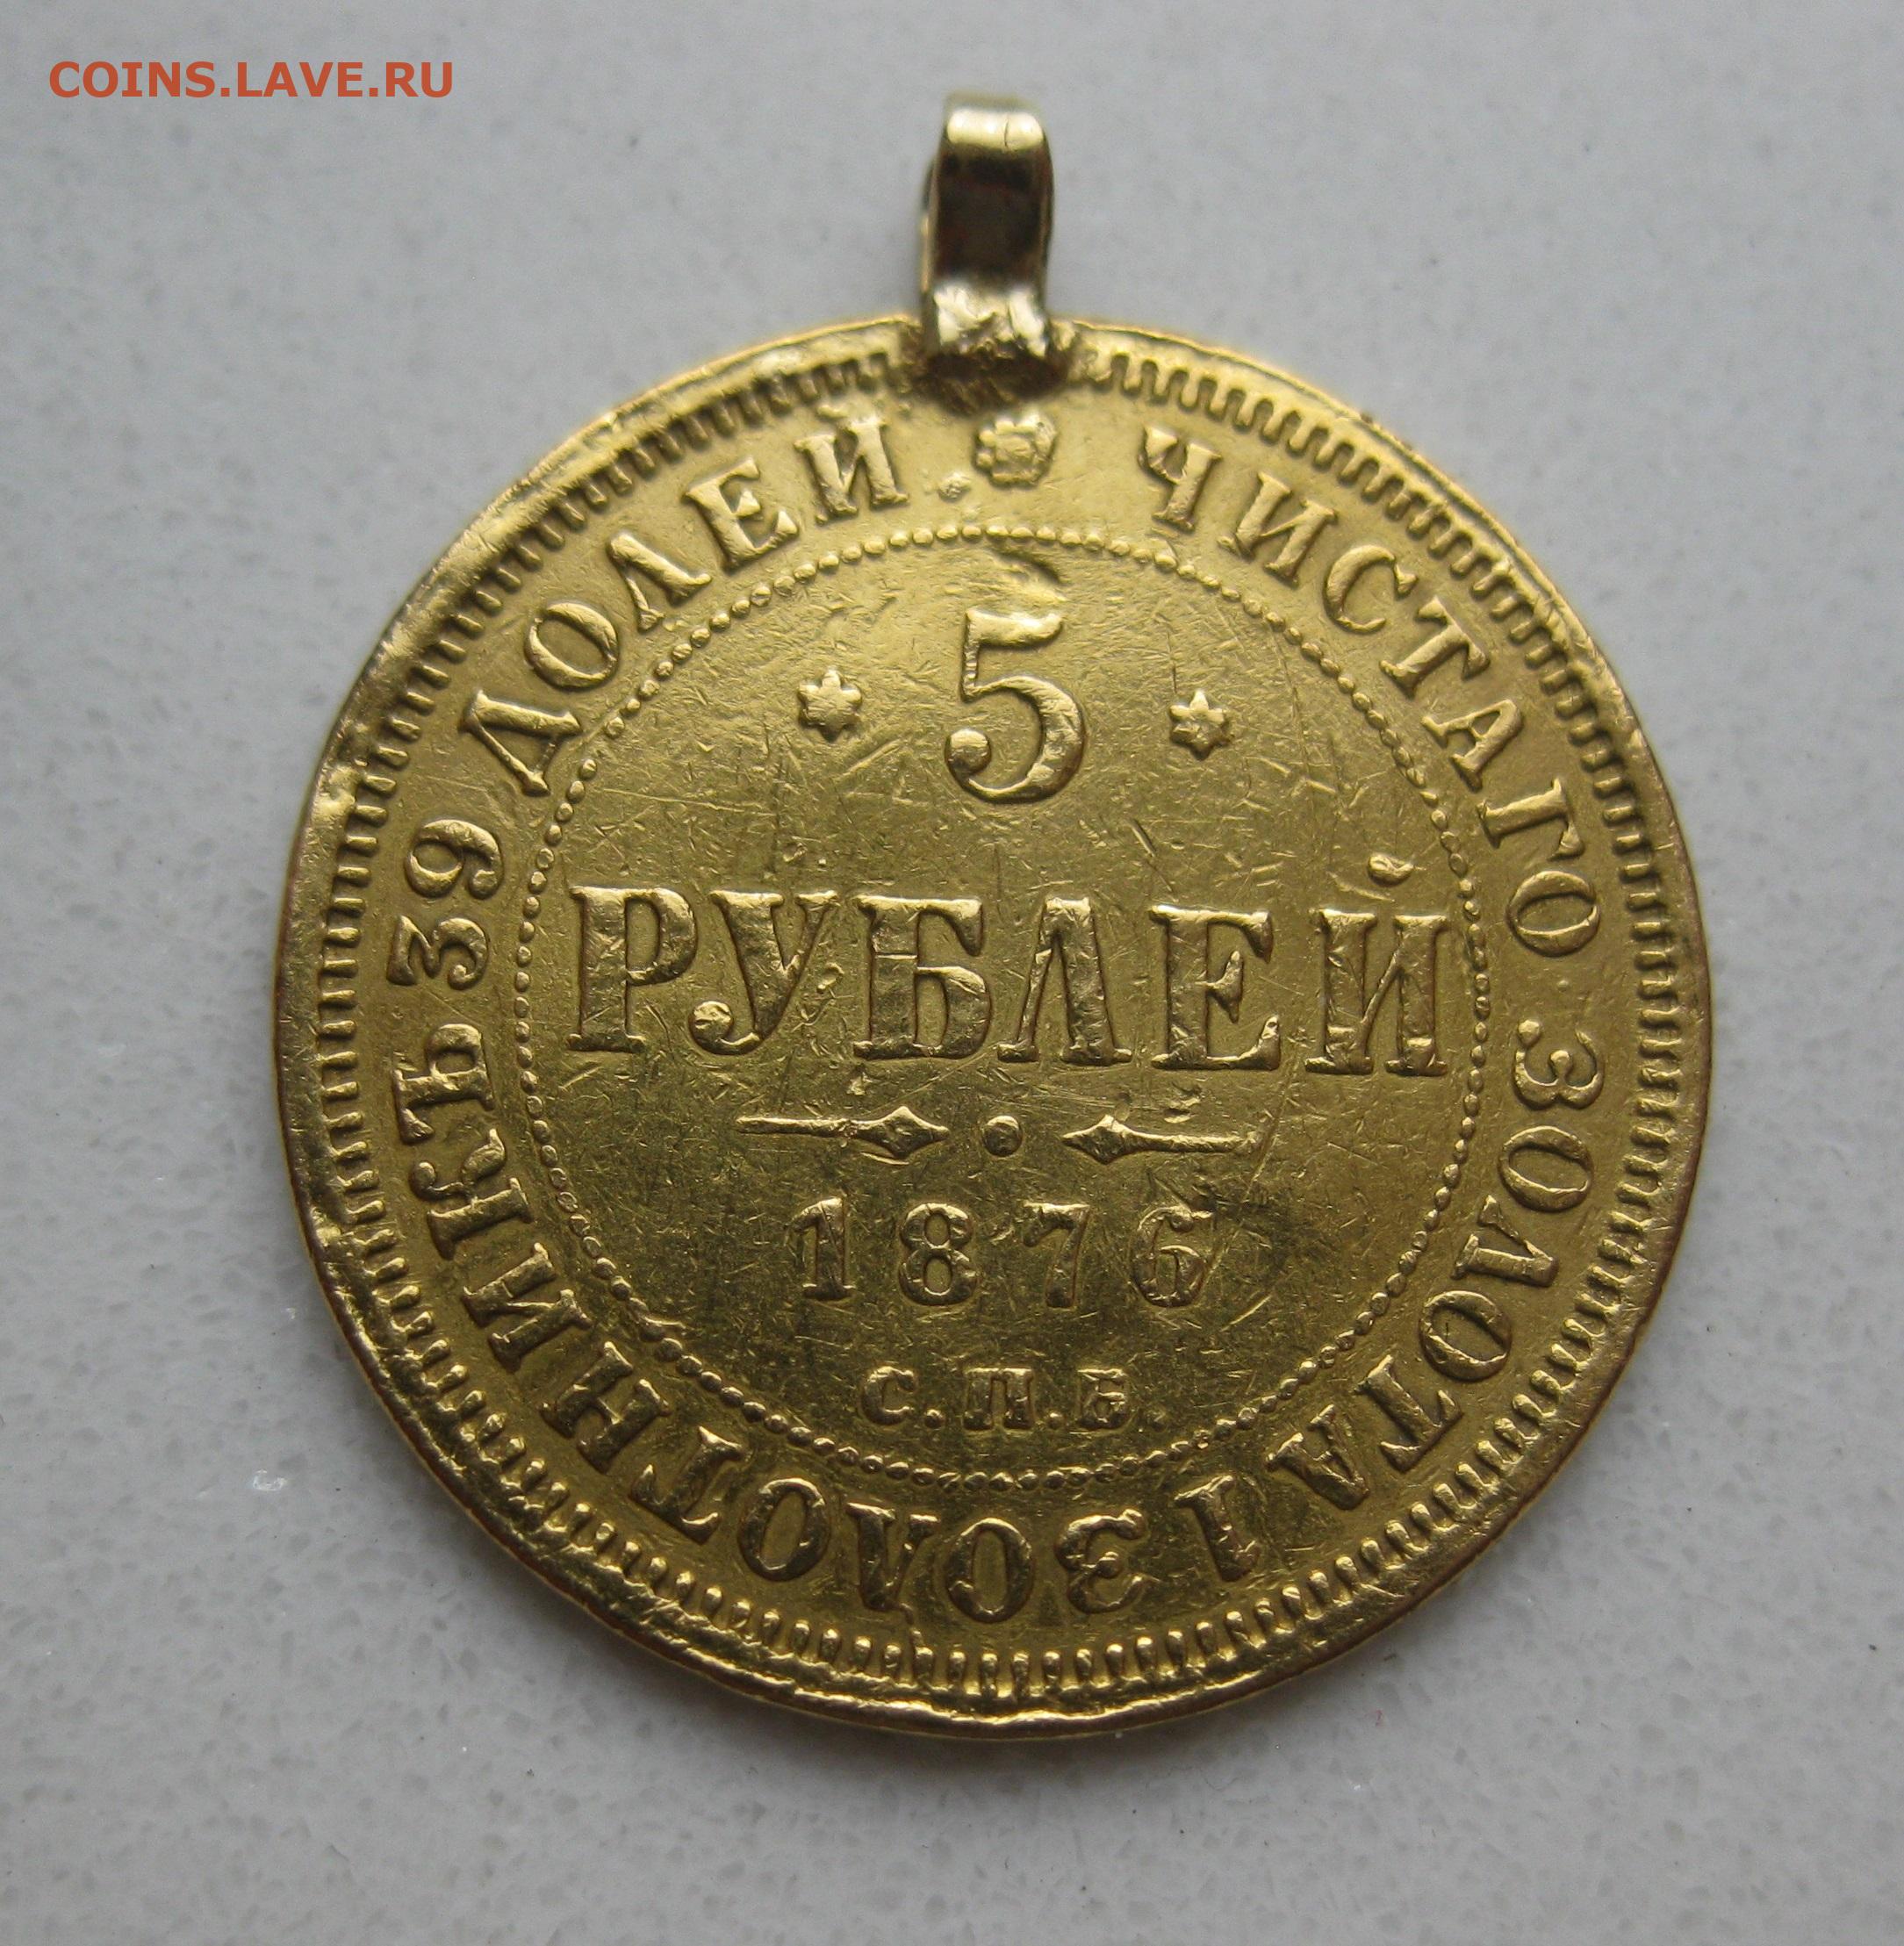 COINS.LAVE.RU
ЧИСТАГО ЗОЛОТА 1 ЗОЛОТНИКЪ 39 ДОЛЕЙ.
5
РУБЛЕЙ
1876
С.П.Б.